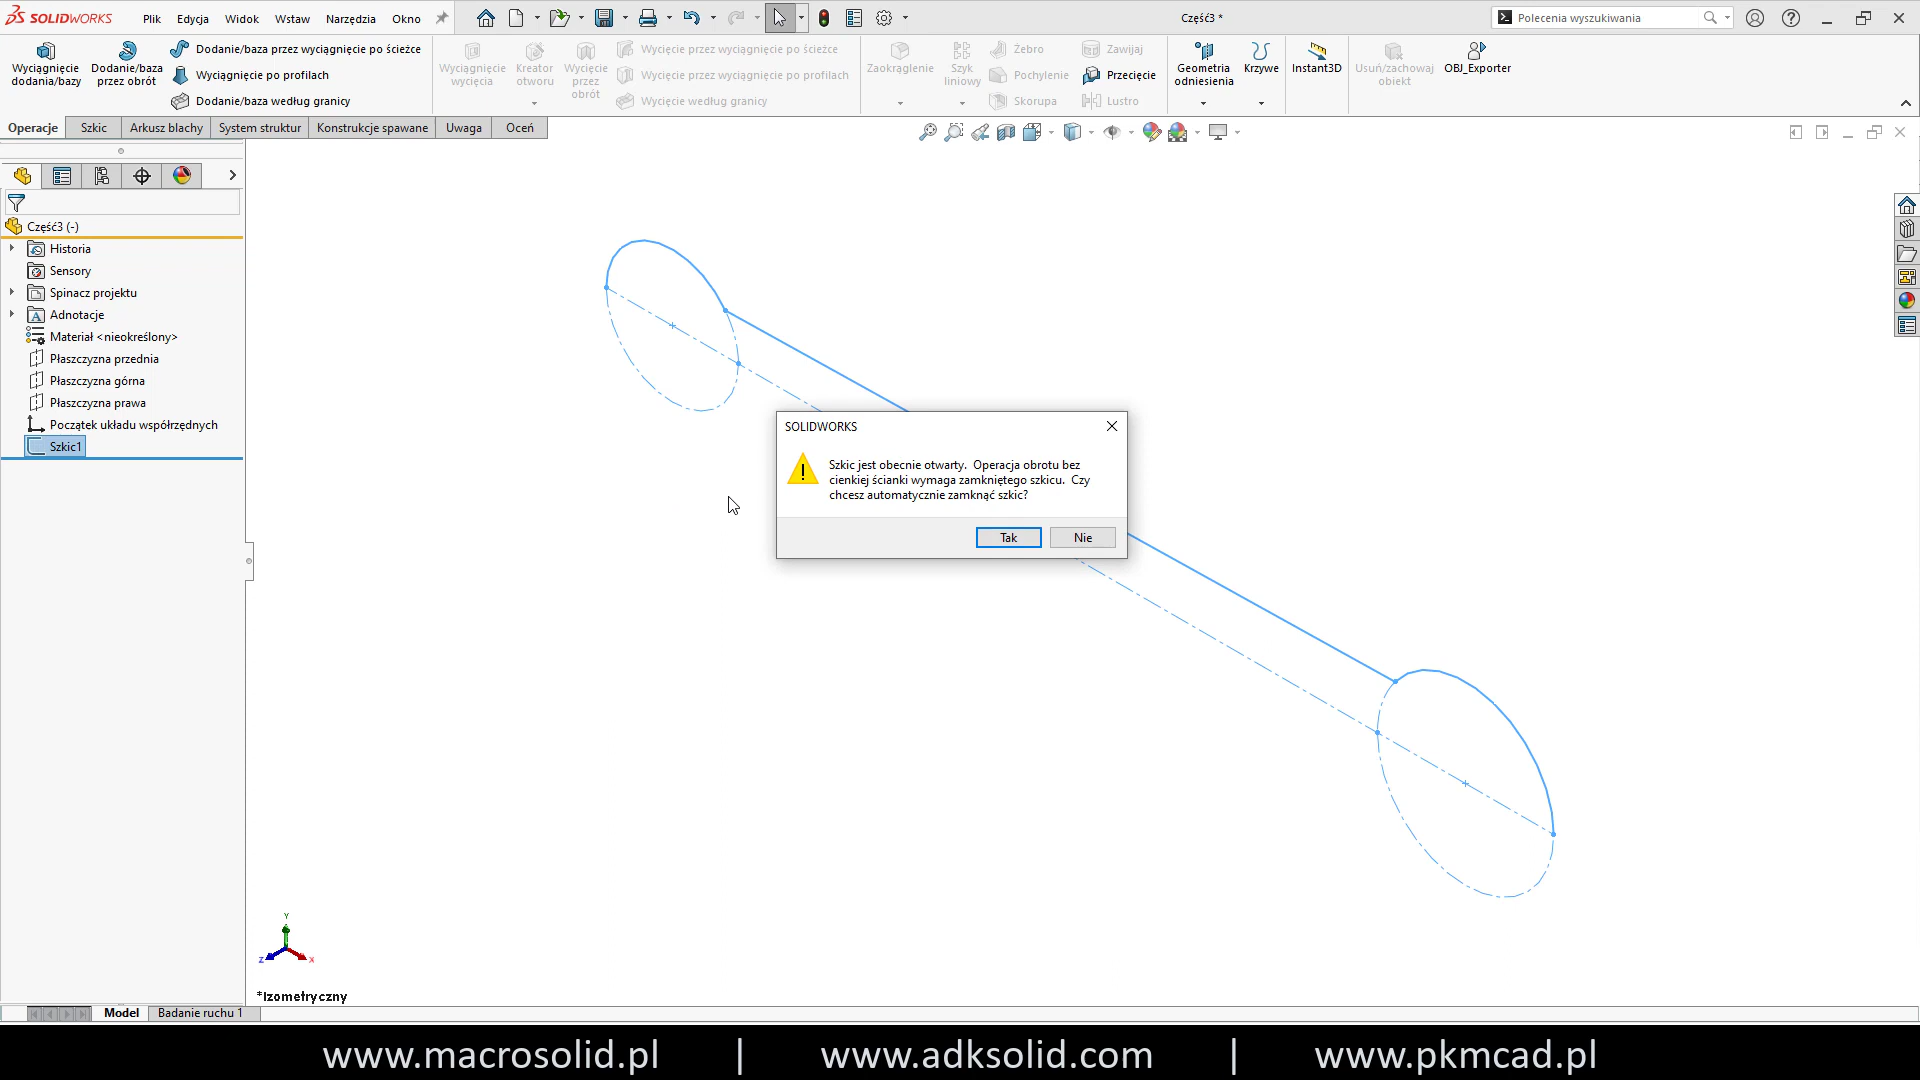 SOLIDWORKS
Plik
Edycja
Widok
Wstaw
Narzędzia
Okno
Część3 *
Polecenia wyszukiwania
Wyciągnięcie
dodania/bazy
Dodanie/baza
przez obrót
Dodanie/baza przez wyciągnięcie po ścieżce
Wyciągnięcie po profilach
Dodanie/baza według granicy
Wyciągnięcie
wycięcia
Kreator
otworu
Wycięcie
przez
obrót
Wycięcie przez wyciągnięcie po ścieżce
Wycięcie przez wyciągnięcie po profilach
Wycięcie według granicy
Zaokrąglenie
Szyk
liniowy
Żebro
Pochylenie
Skorupa
Zawijaj
Przecięcie
Lustro
Geometria
odniesienia
Krzywe
Instant3D
Usuń/zachowaj
obiekt
OBJ_Exporter
Operacje
Szkic
Arkusz blachy
System struktur
Konstrukcje spawane
Uwaga
Oceń
Część3 (-)
Historia
Sensory
Spinacz projektu
Adnotacje
Materiał <nieokreślony>
Płaszczyzna przednia
Płaszczyzna górna
Płaszczyzna prawa
Początek układu współrzędnych
Szkic1
SOLIDWORKS
Szkic jest obecnie otwarty. Operacja obrotu bez
cienkiej ścianki wymaga zamkniętego szkicu. Czy
chcesz automatycznie zamknąć szkic?
Tak
Nie
Y
Z
X
*Izometryczny
Model
Badanie ruchu 1
www.macrosolid.pl | www.adksolid.com | www.pkmcad.pl